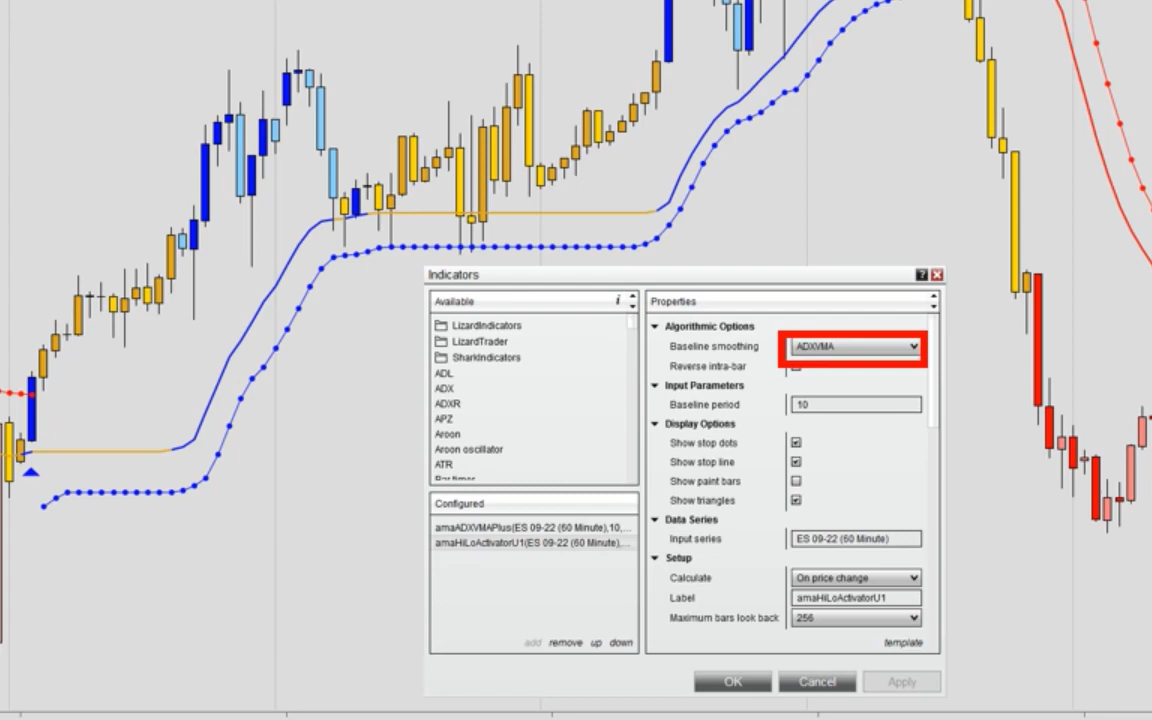 Indicators
? 
Available i
LizardIndicators
LizardTrader
SharkIndicators
ADL
ADX
ADXR
APZ
Aroon
Aroon oscillator
ATR
Bar timer
Configured
amaADXVMAPlus(ES 09-22 (60 Minute),10,...
amaHiLoActivatorU1(ES 09-22 (60 Minute),...
add remove up down
Properties
Algorithmic Options
Baseline smoothing ADXVMA
Reverse intra-bar
Input Parameters
Baseline period 10
Display Options
Show stop dots
Show stop line
Show paint bars
Show triangles
Data Series
Input series ES 09-22 (60 Minute)
Setup
Calculate On price change
Label amaHiLoActivatorU1
Maximum bars look back 256
template
OK Cancel Apply